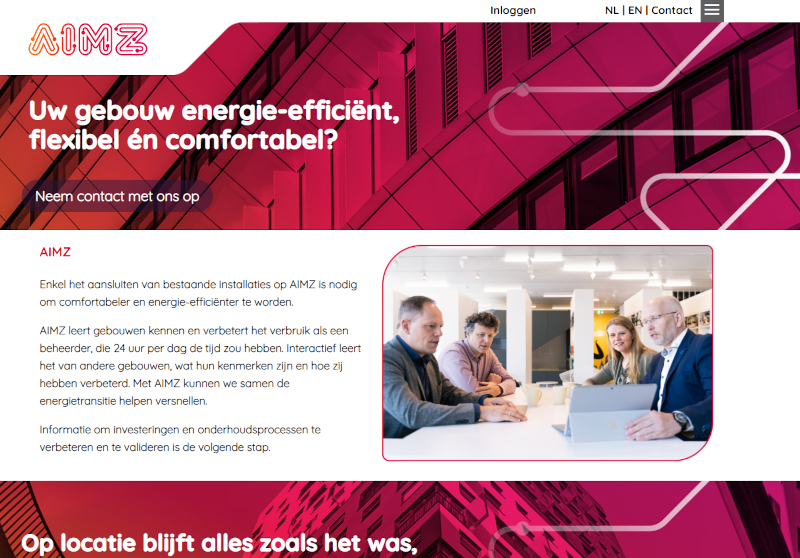 Inloggen
NL | EN | Contact
AIMZ
Uw gebouw energie-efficiënt,
flexibel én comfortabel?
Neem contact met ons op
AIMZ
Enkel het aansluiten van bestaande installaties op AIMZ is nodig
om comfortabeler en energie-efficiënter te worden.
AIMZ leert gebouwen kennen en verbetert het verbruik als een
beheerder, die 24 uur per dag de tijd zou hebben. Interactief leert
het van andere gebouwen, wat hun kenmerken zijn en hoe zij
hebben verbeterd. Met AIMZ kunnen we samen de
energietransitie helpen versnellen.
Informatie om investeringen en onderhoudsprocessen te
verbeteren en te valideren is de volgende stap.
Op locatie blijft alles zoals het was,